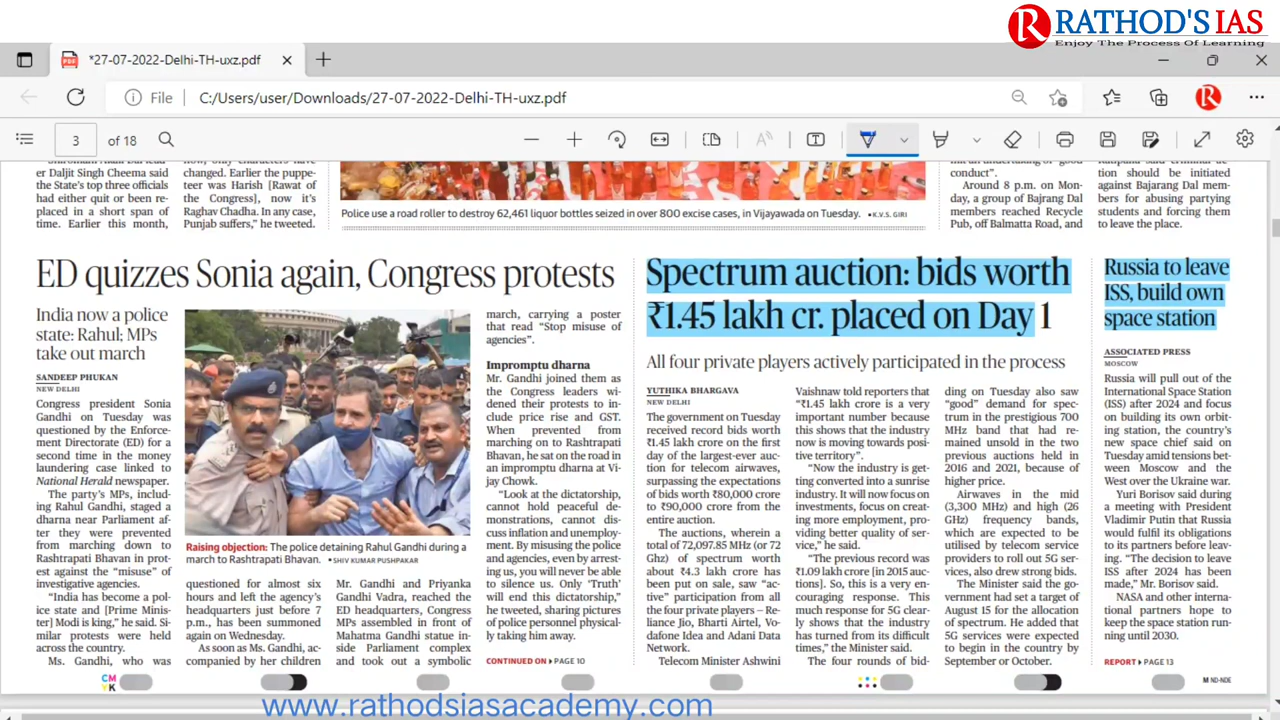 RATHOD'S IAS
Enjoy The Process Of Learning
*27-07-2022-Delhi-TH-uxz.pdf
File
C:/Users/user/Downloads/27-07-2022-Delhi-TH-uxz.pdf
3 of 18
er Daljit Singh Cheema said
the State's top three officials
had either quit or been re-
placed in a short span of
time. Earlier this month,
changed. Earlier the puppe-
teer was Harish [Rawat of
the Congress], now it's
Raghav Chadha. In any case,
Punjab suffers," he tweeted.
Police use a road roller to destroy 62,461 liquor bottles seized in over 800 excise cases, in Vijayawada on Tuesday. • K.V.S. GIRI
conduct".
Around 8 p.m. on Mon-
day, a group of Bajrang Dal
members reached Recycle
Pub, off Balmatta Road, and
tion should be initiated
against Bajrang Dal mem-
bers for abusing partying
students and forcing them
to leave the place.
ED quizzes Sonia again, Congress protests
India now a police
state: Rahul; MPs
take out march
SANDEEP PHUKAN
NEW DELHI
Congress president Sonia
Gandhi on Tuesday was
questioned by the Enforce-
ment Directorate (ED) for a
second time in the money
laundering case linked to
National Herald newspaper.
The party's MPs, includ-
ing Rahul Gandhi, staged a
dharna near Parliament af-
ter they were prevented
from marching down to
Rashtrapati Bhavan in prot-
est against the "misuse" of
investigative agencies.
"India has become a pol-
ice state and [Prime Minis-
ter] Modi is king," he said. Si-
milar protests were held
across the country.
Ms. Gandhi, who was
Raising objection: The police detaining Rahul Gandhi during a
march to Rashtrapati Bhavan. • SHIV KUMAR PUSHPAKAR
questioned for almost six
hours and left the agency's
headquarters just before 7
p.m., has been summoned
again on Wednesday.
As soon as Ms. Gandhi, ac-
companied by her children
Mr. Gandhi and Priyanka
Gandhi Vadra, reached the
ED headquarters, Congress
MPs assembled in front of
Mahatma Gandhi statue in-
side Parliament complex
and took out a symbolic
march, carrying a poster
that read "Stop misuse of
agencies".
Impromptu dharna
Mr. Gandhi joined them as
the Congress leaders wi-
dened their protests to in-
clude price rise and GST.
When prevented from
marching on to Rashtrapati
Bhavan, he sat on the road in
an impromptu dharna at Vi-
jay Chowk.
"Look at the dictatorship,
cannot hold peaceful de-
monstrations, cannot dis-
cuss inflation and unemploy-
ment. By misusing the police
and agencies, even by arrest-
ing us, you will never be able
to silence us. Only 'Truth'
will end this dictatorship,"
he tweeted, sharing pictures
of police personnel physical-
ly taking him away.
CONTINUED ON ▸ PAGE 10
Spectrum auction: bids worth
₹1.45 lakh cr. placed on Day 1
All four private players actively participated in the process
YUTHIKA BHARGAVA
NEW DELHI
The government on Tuesday
received record bids worth
₹1.45 lakh crore on the first
day of the largest-ever auc-
tion for telecom airwaves,
surpassing the expectations
of bids worth ₹80,000 crore
to ₹90,000 crore from the
entire auction.
The auctions, wherein a
total of 72,097.85 MHz (or 72
Ghz) of spectrum worth
about ₹4.3 lakh crore has
been put on sale, saw "ac-
tive" participation from all
the four private players – Re-
liance Jio, Bharti Airtel, Vo-
dafone Idea and Adani Data
Network.
Telecom Minister Ashwini
Vaishnaw told reporters that
"₹1.45 lakh crore is a very
important number because
this shows that the industry
now is moving towards posi-
tive territory".
"Now the industry is get-
ting converted into a sunrise
industry. It will now focus on
investments, focus on creat-
ing more employment, pro-
viding better quality of ser-
vice," he said.
"The previous record was
₹1.09 lakh crore [in 2015 auc-
tions]. So, this is a very en-
couraging response. This
much response for 5G clear-
ly shows that the industry
has turned from its difficult
times," the Minister said.
The four rounds of bid-
ding on Tuesday also saw
"good" demand for spec-
trum in the prestigious 700
MHz band that had re-
mained unsold in the two
previous auctions held in
2016 and 2021, because of
higher price.
Airwaves in the mid
(3,300 MHz) and high (26
GHz) frequency bands,
which are expected to be
utilised by telecom service
providers to roll out 5G ser-
vices, also drew strong bids.
The Minister said the go-
vernment had set a target of
August 15 for the allocation
of spectrum. He added that
5G services were expected
to begin in the country by
September or October.
Russia to leave
ISS, build own
space station
ASSOCIATED PRESS
MOSCOW
Russia will pull out of the
International Space Station
(ISS) after 2024 and focus
on building its own orbit-
ing station, the country's
new space chief said on
Tuesday amid tensions bet-
ween Moscow and the
West over the Ukraine war.
Yuri Borisov said during
a meeting with President
Vladimir Putin that Russia
would fulfil its obligations
to its partners before leav-
ing. "The decision to leave
ISS after 2024 has been
made," Mr. Borisov said.
NASA and other interna-
tional partners hope to
keep the space station run-
ning until 2030.
REPORT ▸ PAGE 13
CM
YK
M ND-NDE
www.rathodsiasacademy.com